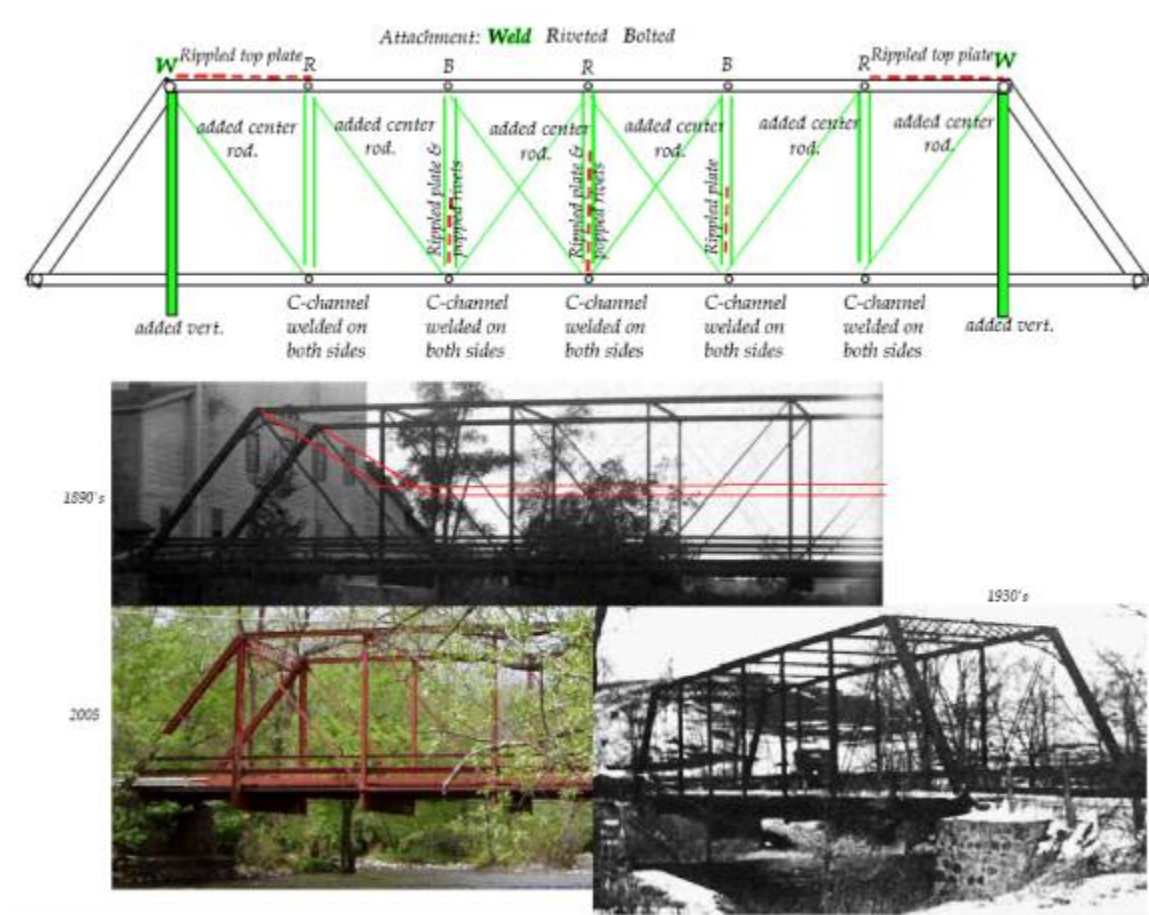 Attachment: Weld Riveted Bolted
W Rippled top plate R B R B R Rippled top plate W
added center
rod.
added center
rod.
added center
rod.
added center
rod.
added center
rod.
added center
rod.
Rippled plate &
popped rivets
Rippled plate &
popped rivets
Rippled plate
added vert.
C-channel
welded on
both sides
C-channel
welded on
both sides
C-channel
welded on
both sides
C-channel
welded on
both sides
C-channel
welded on
both sides
added vert.
1890's
1930's
2005